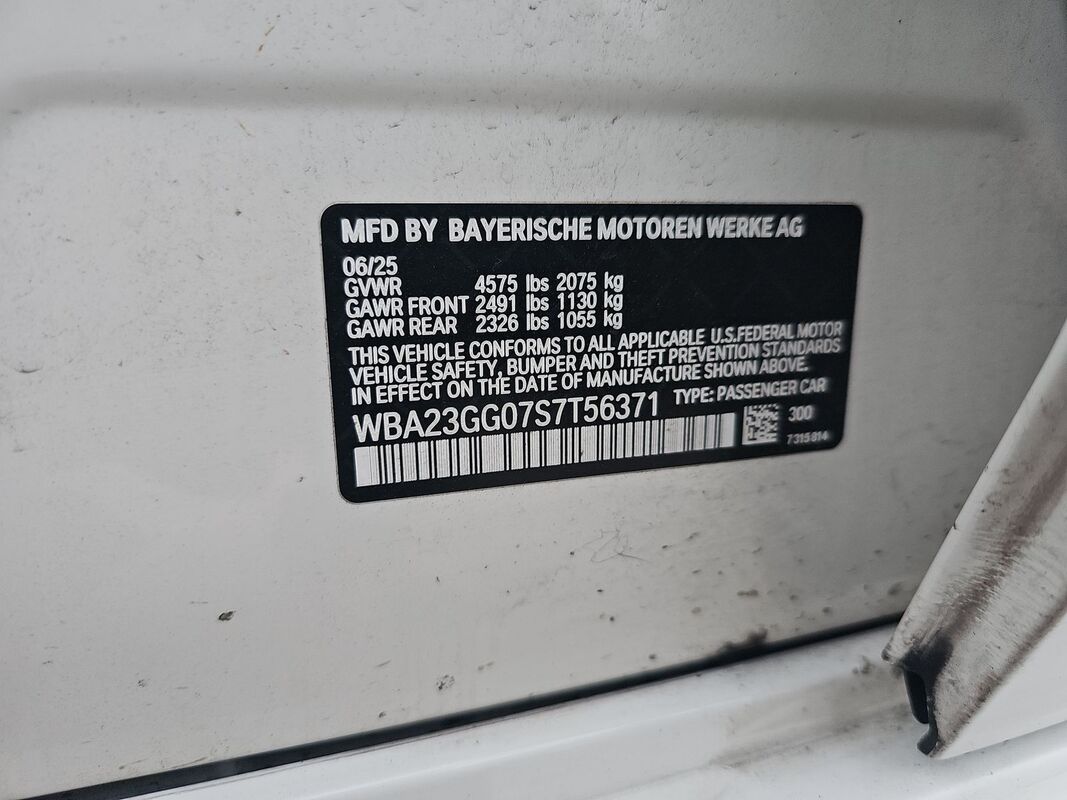 MFD BY BAYERISCHE MOTOREN WERKE AG
06/25
GVWR 4575 lbs 2075 kg
GAWR FRONT 2491 lbs 1130 kg
GAWR REAR 2326 lbs 1055 kg
THIS VEHICLE CONFORMS TO ALL APPLICABLE U.S.FEDERAL MOTOR
VEHICLE SAFETY, BUMPER AND THEFT PREVENTION STANDARDS
IN EFFECT ON THE DATE OF MANUFACTURE SHOWN ABOVE.
WBA23GG07S7T56371 TYPE: PASSENGER CAR
300
7315814